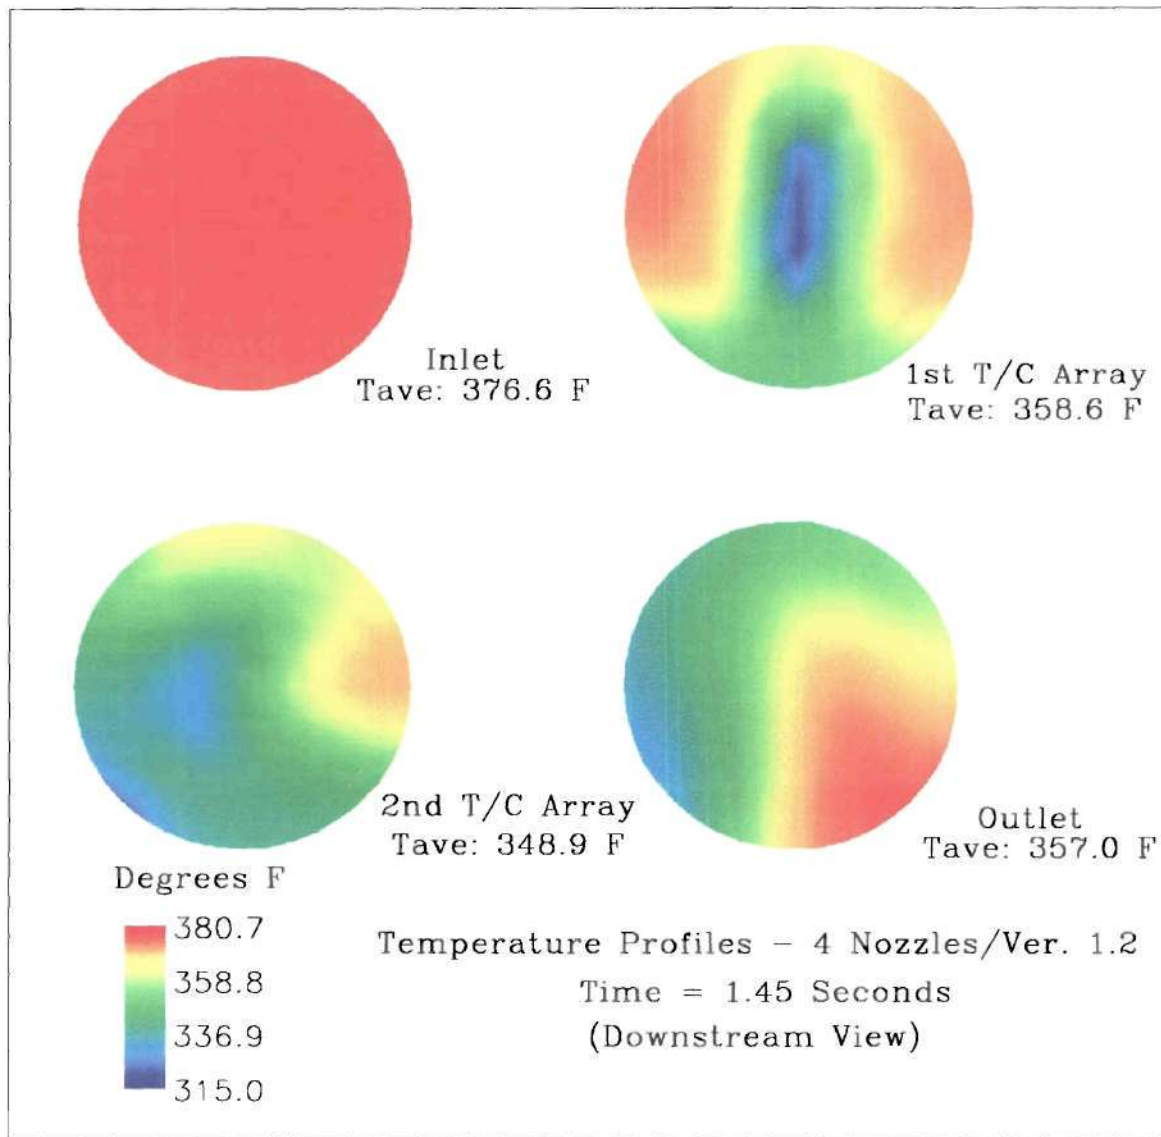 Inlet
Tave: 376.6 F
1st T/C Array
Tave: 358.6 F
2nd T/C Array
Tave: 348.9 F
Outlet
Tave: 357.0 F
Degrees F
380.7
358.8
336.9
315.0
Temperature Profiles - 4 Nozzles/Ver. 1.2
Time = 1.45 Seconds
(Downstream View)